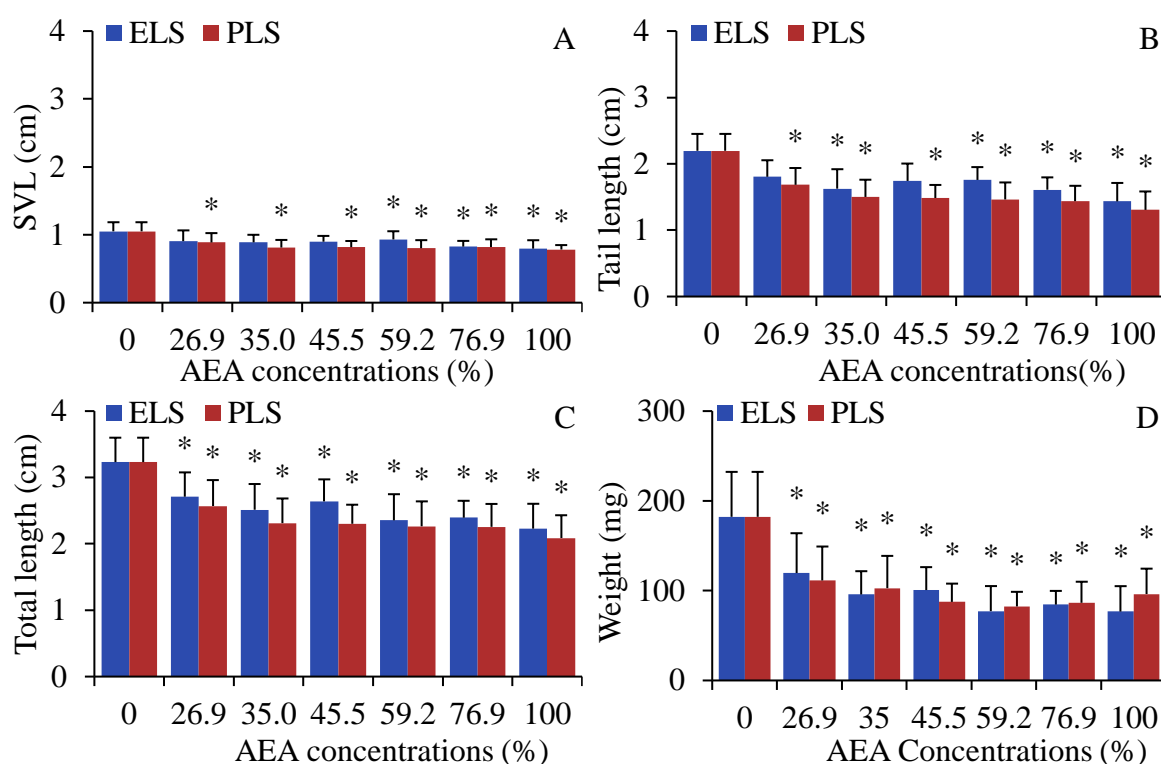 ELS PLS A
SVL (cm)
4
3
2
1
0
* * * * * * * * *
0 26.9 35.0 45.5 59.2 76.9 100
AEA concentrations (%)
ELS PLS B
Tail length (cm)
4
3
2
1
0
* * * * * * * * * *
0 26.9 35.0 45.5 59.2 76.9 100
AEA concentrations(%)
ELS PLS C
Total length (cm)
4
3
2
1
0
* * * * * * * * * * * *
0 26.9 35.0 45.5 59.2 76.9 100
AEA concentrations (%)
ELS PLS D
Weight (mg)
300
200
100
0
* * * * * * * * * * * *
0 26.9 35 45.5 59.2 76.9 100
AEA Concentrations (%)